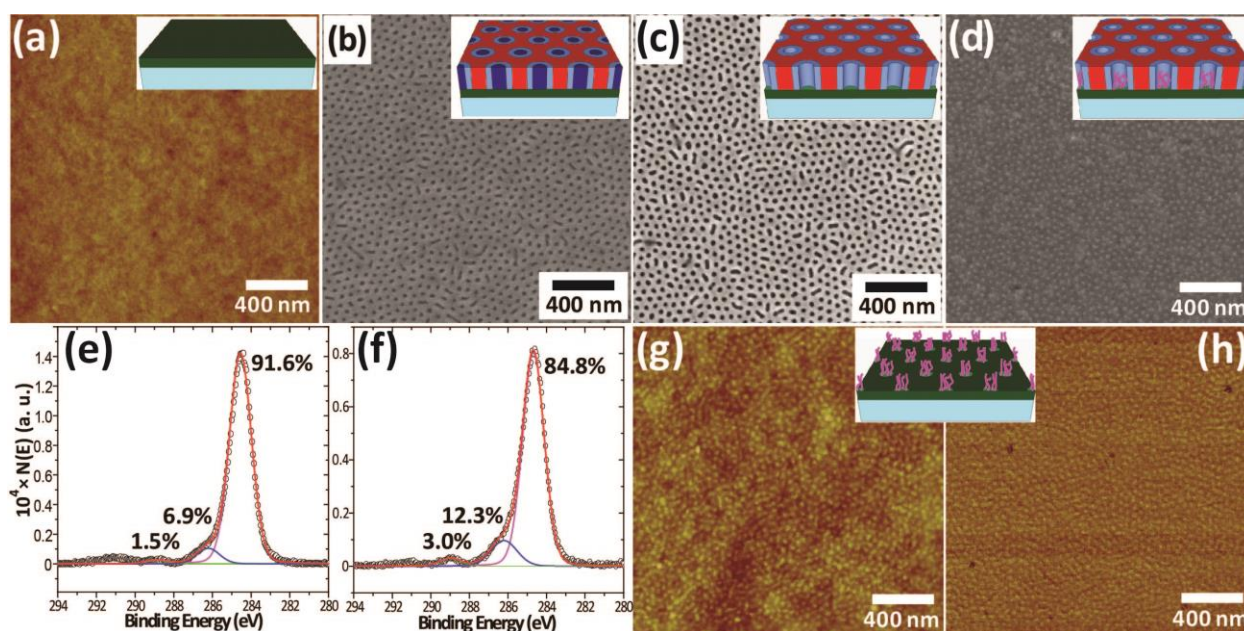 (a)
400 nm
(b)
400 nm
(c)
400 nm
(d)
400 nm
(e)
10⁴ × N(E) (a. u.)
1.4
1.2
1.0
0.8
0.6
0.4
0.2
0
91.6%
6.9%
1.5%
294 292 290 288 286 284 282 280
Binding Energy (eV)
(f)
0.8
0.6
0.4
0.2
0
84.8%
12.3%
3.0%
294 292 290 288 286 284 282 280
Binding Energy (eV)
(g)
400 nm
(h)
400 nm